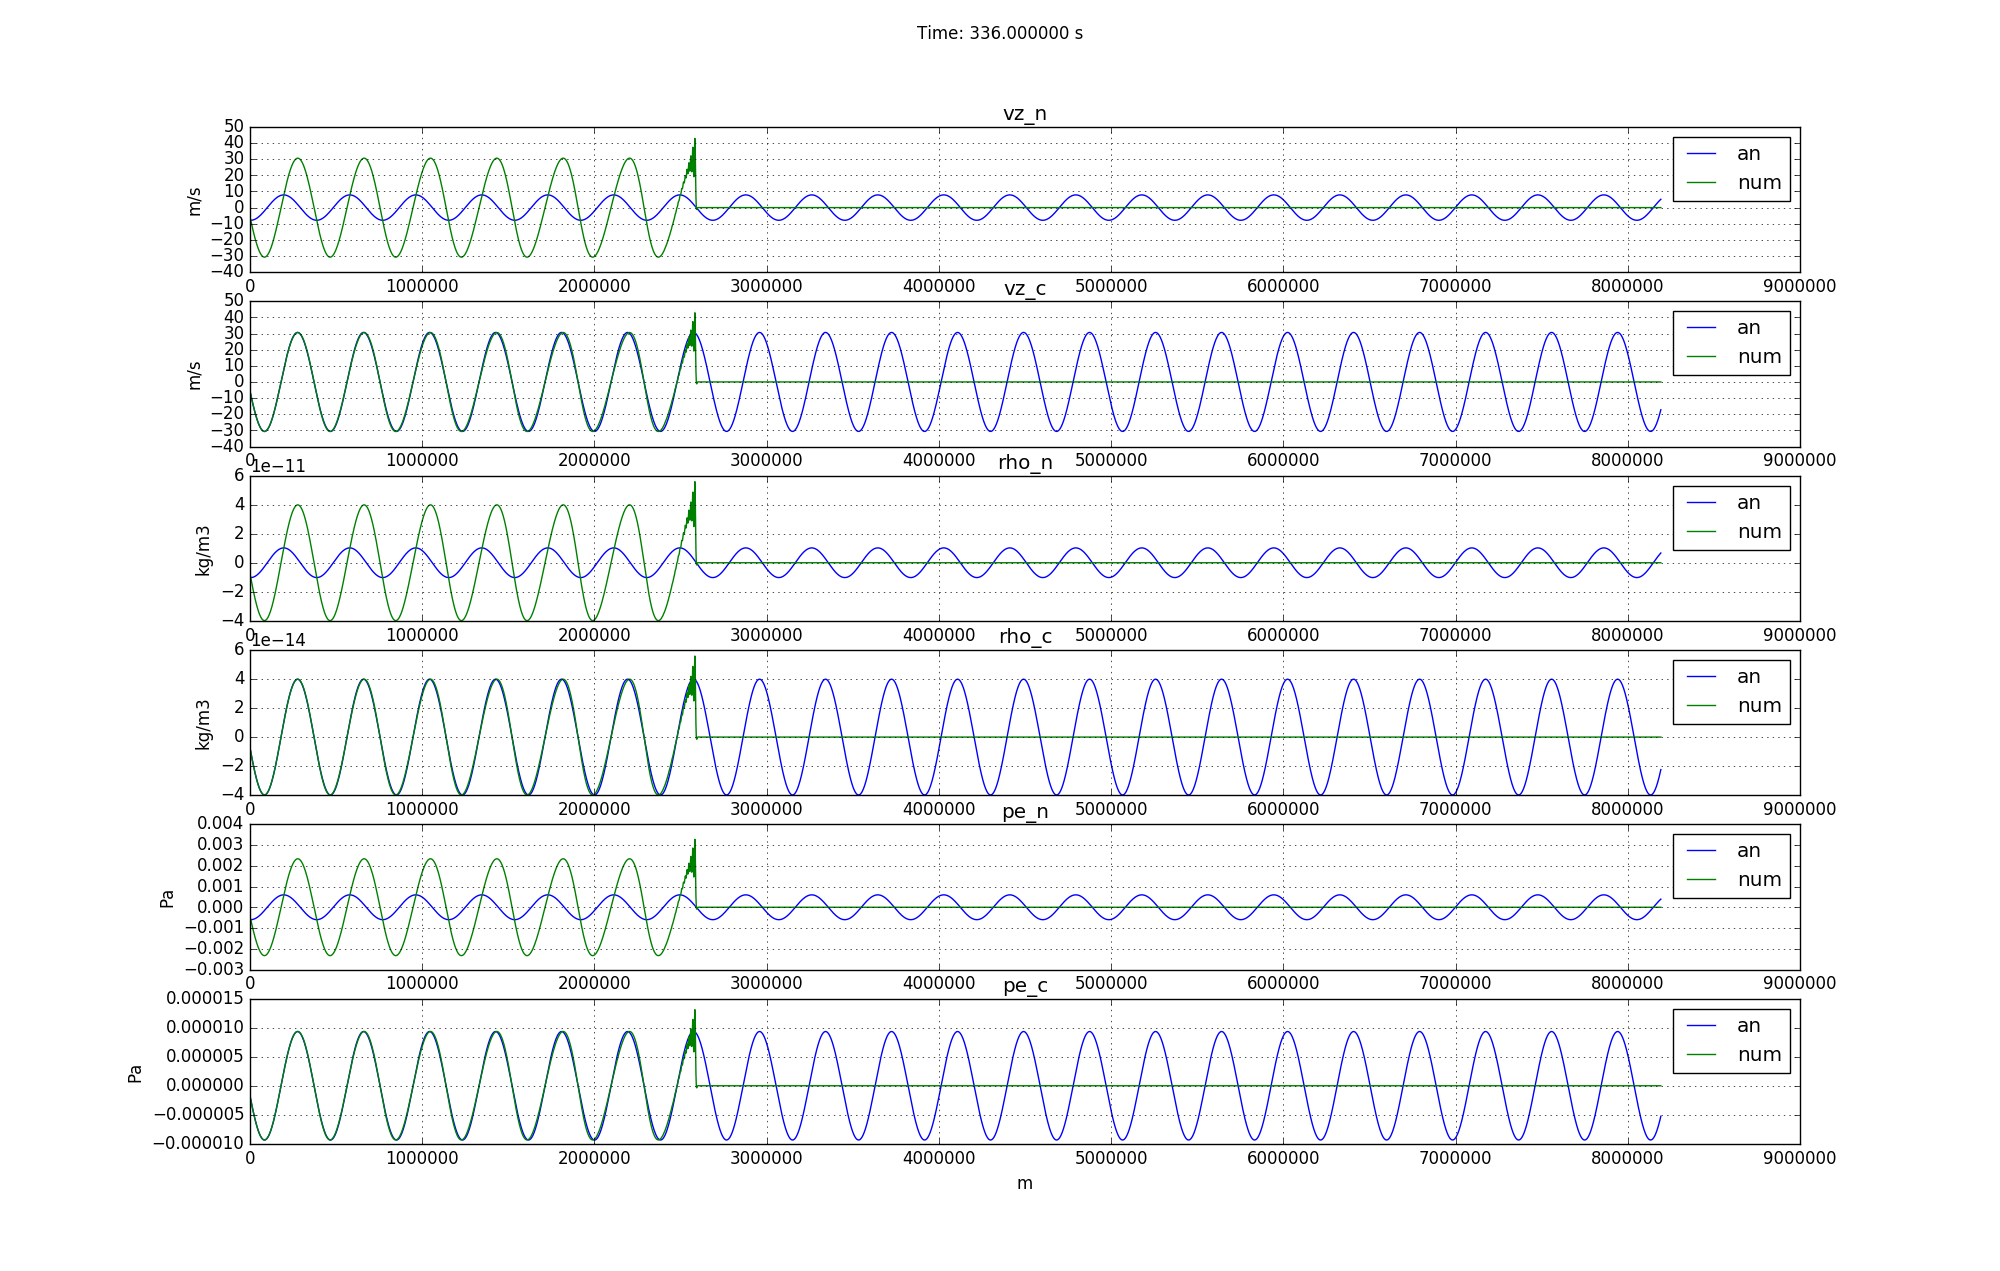 Time: 336.000000 s
vz_n
50
40
30
20
10
0
−10
−20
−30
−40
m/s
an
num
0 1000000 2000000 3000000 4000000 5000000 6000000 7000000 8000000 9000000
vz_c
50
40
30
20
10
0
−10
−20
−30
−40
m/s
an
num
0 1000000 2000000 3000000 4000000 5000000 6000000 7000000 8000000 9000000
1e−11
rho_n
6
4
2
0
−2
−4
kg/m3
an
num
0 1000000 2000000 3000000 4000000 5000000 6000000 7000000 8000000 9000000
1e−14
rho_c
6
4
2
0
−2
−4
kg/m3
an
num
0 1000000 2000000 3000000 4000000 5000000 6000000 7000000 8000000 9000000
pe_n
0.004
0.003
0.002
0.001
0.000
−0.001
−0.002
−0.003
Pa
an
num
0 1000000 2000000 3000000 4000000 5000000 6000000 7000000 8000000 9000000
pe_c
0.000015
0.000010
0.000005
0.000000
−0.000005
−0.000010
Pa
an
num
0 1000000 2000000 3000000 4000000 5000000 6000000 7000000 8000000 9000000
m